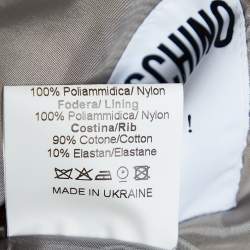 SCHINO
!
100% Poliammidica/ Nylon
Fodera/ Lining
100% Poliammidica/ Nylon
Costina/Rib
90% Cotone/Cotton
10% Elastan/Elastane
MADE IN UKRAINE